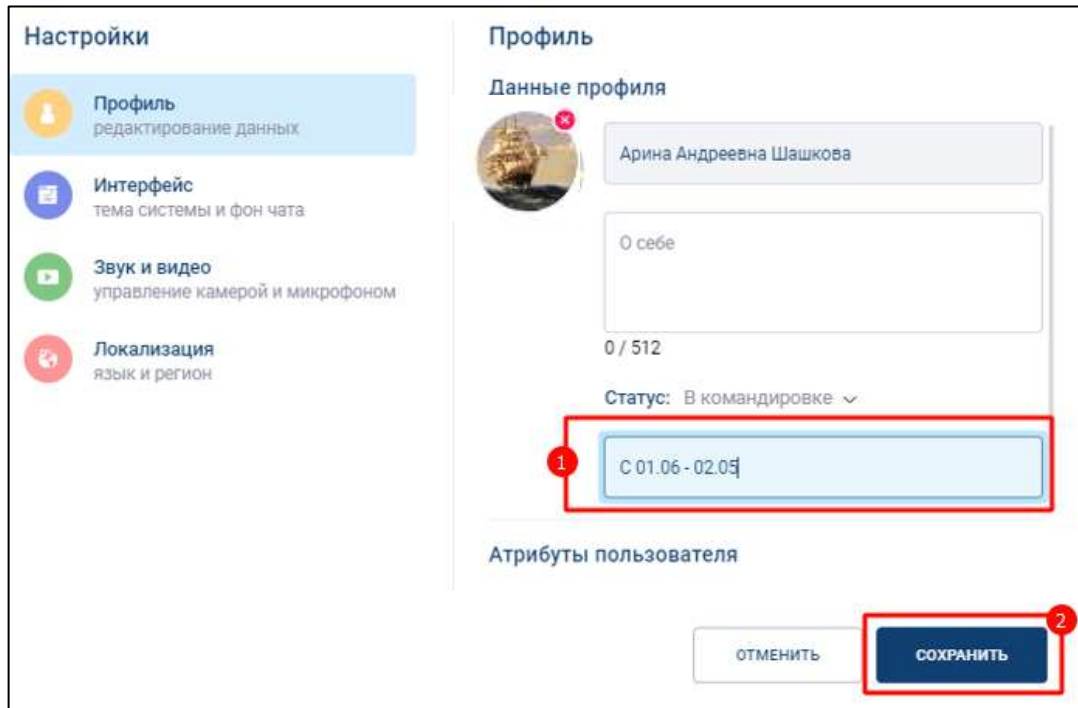 Настройки
Профиль
редактирование данных
Интерфейс
тема системы и фон чата
Звук и видео
управление камерой и микрофоном
Локализация
язык и регион
Профиль
Данные профиля
Арина Андреевна Шашкова
О себе
0 / 512
Статус: В командировке
1
С 01.06 - 02.05
Атрибуты пользователя
2
ОТМЕНИТЬ
СОХРАНИТЬ